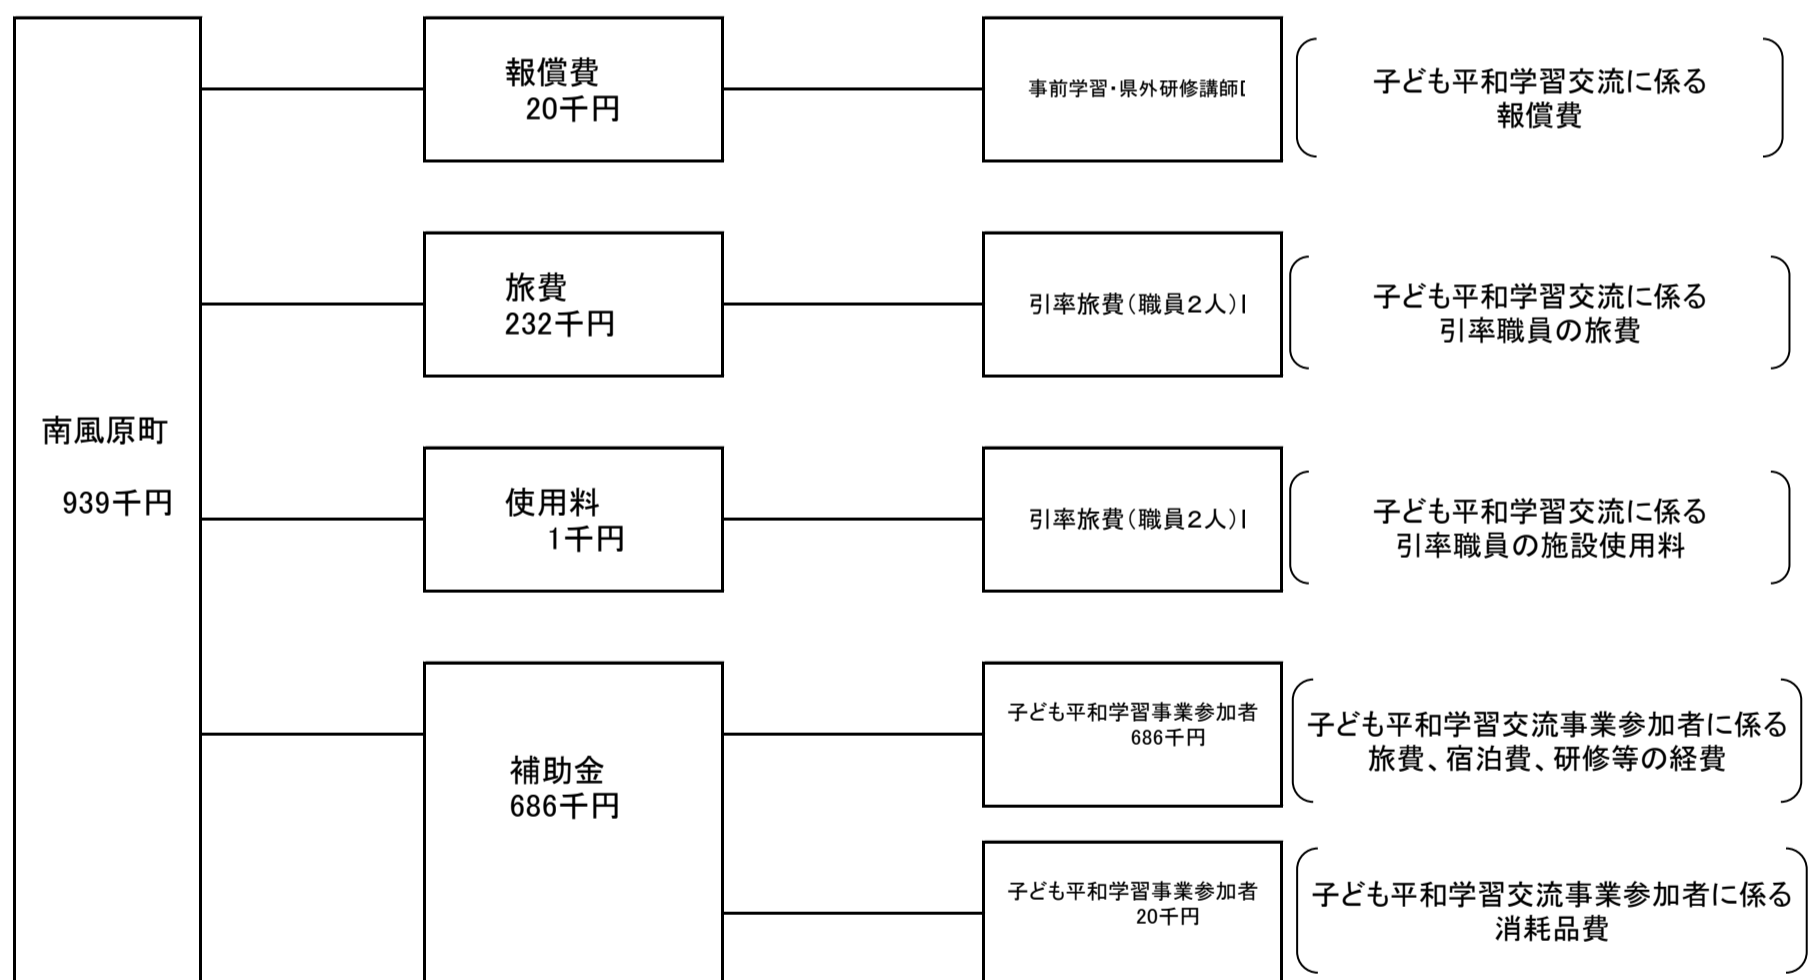 南風原町
939千円
報償費
20千円
事前学習・県外研修講師
子ども平和学習交流に係る
報償費
旅費
232千円
引率旅費(職員2人)
子ども平和学習交流に係る
引率職員の旅費
使用料
1千円
引率旅費(職員2人)
子ども平和学習交流に係る
引率職員の施設使用料
補助金
686千円
子ども平和学習事業参加者
686千円
子ども平和学習交流事業参加者に係る
旅費、宿泊費、研修等の経費
子ども平和学習事業参加者
20千円
子ども平和学習交流事業参加者に係る
消耗品費